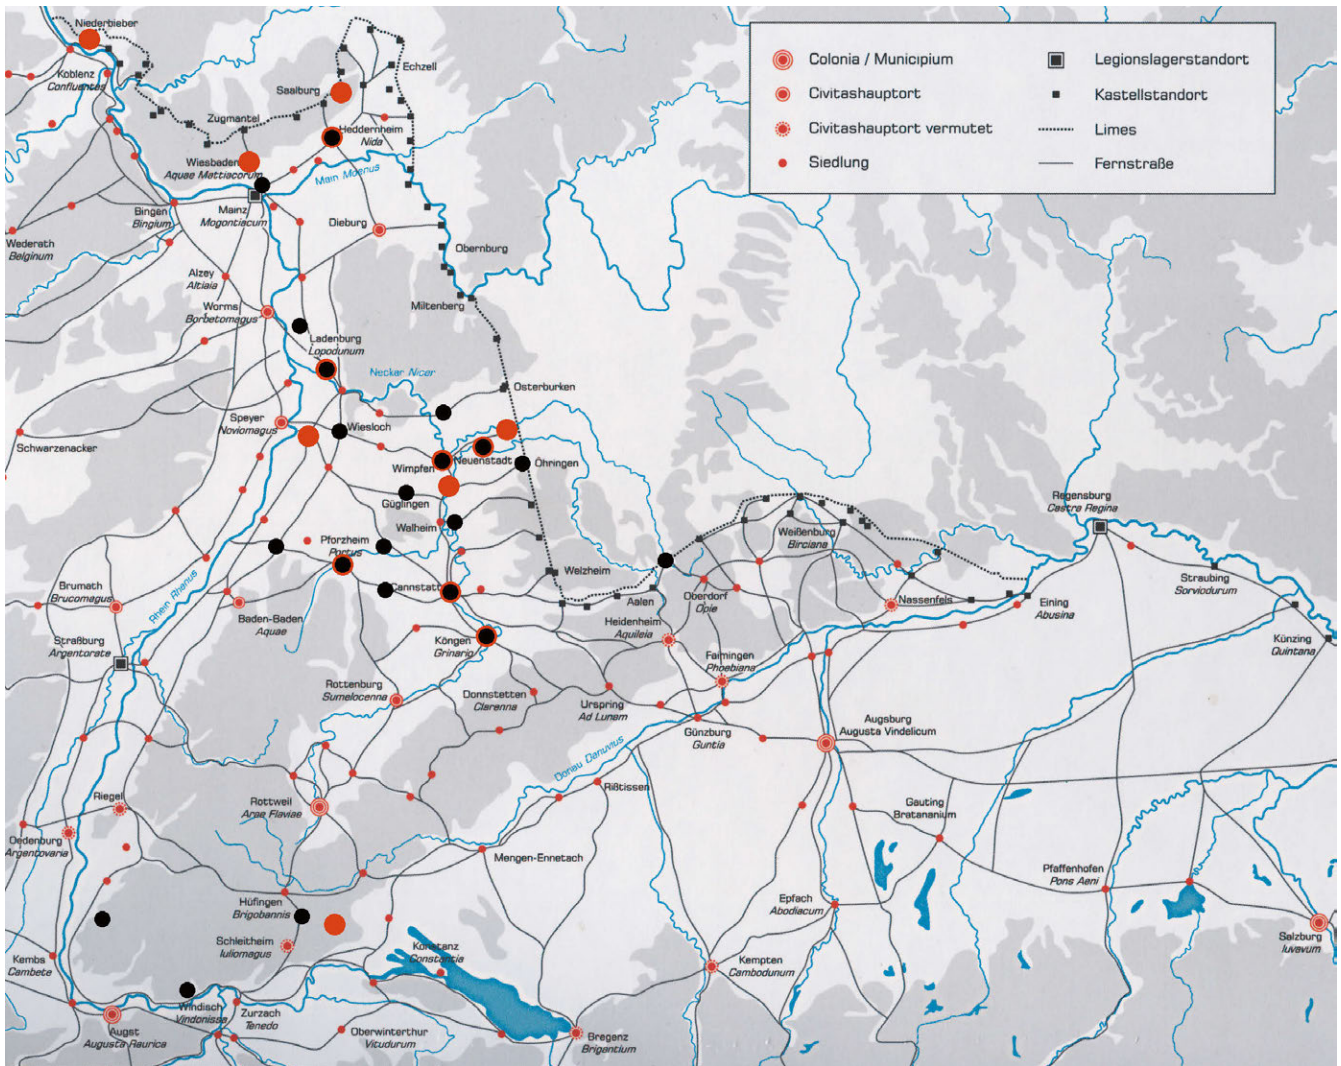 Niederbieber
Koblenz
Confluentes
Zugmantel
Saalburg
Echzell
Heddernheim
Nida
Wiesbaden
Aquae Mattiacorum
Main Moenus
Bingen
Bingium
Mainz
Mogontiacum
Dieburg
Wederath
Belginum
Obernburg
Alzey
Altiaia
Miltenberg
Worms
Borbetomagus
Ladenburg
Lopodunum
Neckar Nicer
Osterburken
Speyer
Noviomagus
Wiesloch
Schwarzenacker
Wimpfen
Neuenstadt
Öhringen
Güglingen
Walheim
Pforzheim
Portus
Brumath
Brucomagus
Rhein Rhenus
Cannstatt
Welzheim
Aalen
Baden-Baden
Aquae
Straßburg
Argentorate
Köngen
Grinario
Heidenheim
Aquileia
Oberdorf
Opie
Weißenburg
Biriciana
Nassenfels
Regensburg
Castra Regina
Eining
Abusina
Straubing
Sorviodurum
Künzing
Quintana
Faimingen
Phoebiana
Rottenburg
Sumelocenna
Donnstetten
Clarenna
Urspring
Ad Lunam
Günzburg
Guntia
Augsburg
Augusta Vindelicum
Donau Danuvius
Rißtissen
Riegel
Rottweil
Arae Flaviae
Oedenburg
Argentovaria
Mengen-Ennetach
Gauting
Bratananium
Pfaffenhofen
Pons Aeni
Hüfingen
Brigobannis
Epfach
Abodiacum
Schleitheim
Iuliomagus
Konstanz
Constantia
Kempten
Cambodunum
Salzburg
Iuvavum
Kembs
Cambete
Windisch
Vindonissa
Zurzach
Tenedo
Augst
Augusta Raurica
Oberwinterthur
Vitudurum
Bregenz
Brigantium
Colonia / Municipium
Civitashauptort
Civitashauptort vermutet
Siedlung
Legionslagerstandort
Kastellstandort
Limes
Fernstraße